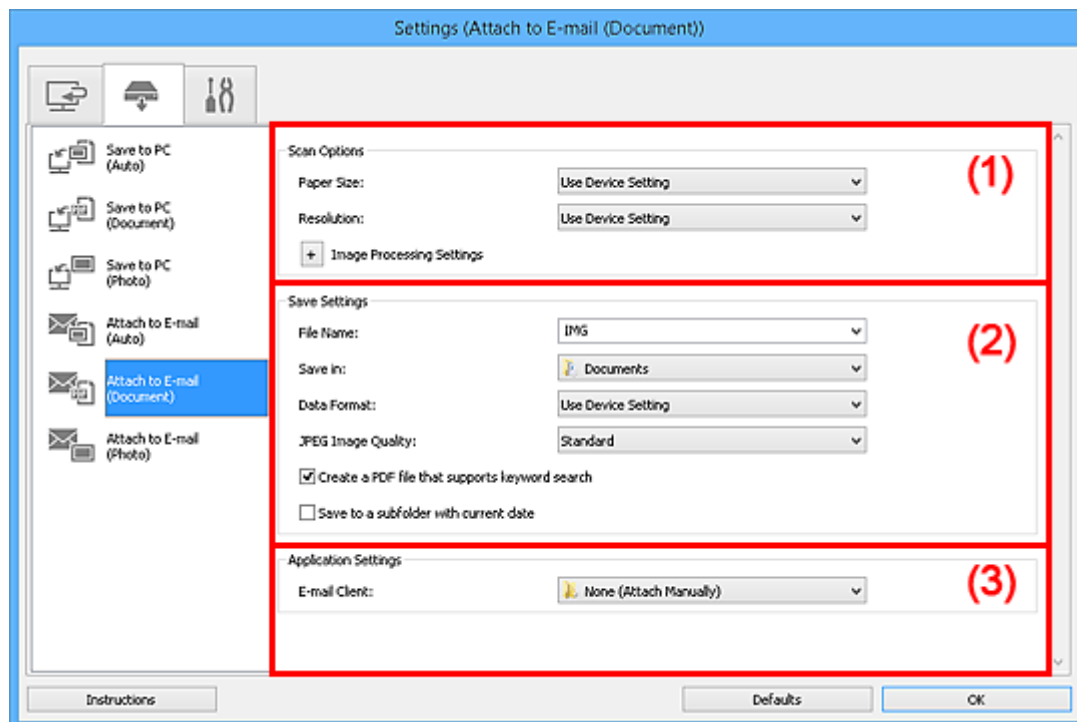 Settings (Attach to E-mail (Document))
Save to PC
(Auto)
Save to PC
(Document)
Save to PC
(Photo)
Attach to E-mail
(Auto)
Attach to E-mail
(Document)
Attach to E-mail
(Photo)
(1)
Scan Options
Paper Size: Use Device Setting
Resolution: Use Device Setting
+ Image Processing Settings
(2)
Save Settings
File Name: IMG
Save in: Documents
Data Format: Use Device Setting
JPEG Image Quality: Standard
Create a PDF file that supports keyword search
Save to a subfolder with current date
(3)
Application Settings
E-mail Client: None (Attach Manually)
Instructions
Defaults
OK